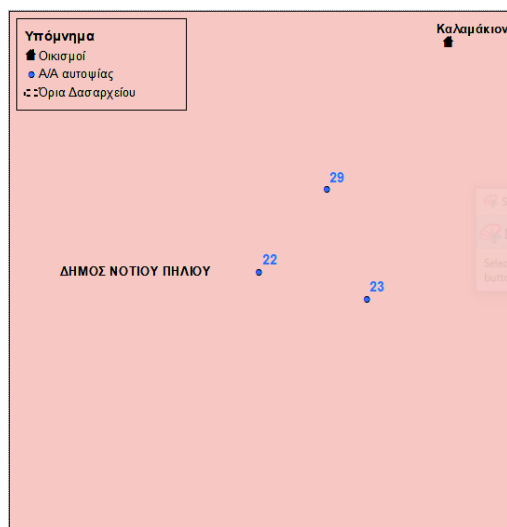 Υπόμνημα
Οικισμοί
Α/Α αυτοψίας
Όρια Δασαρχείου
Καλαμάκιον
29
22
ΔΗΜΟΣ ΝΟΤΙΟΥ ΠΗΛΙΟΥ
23